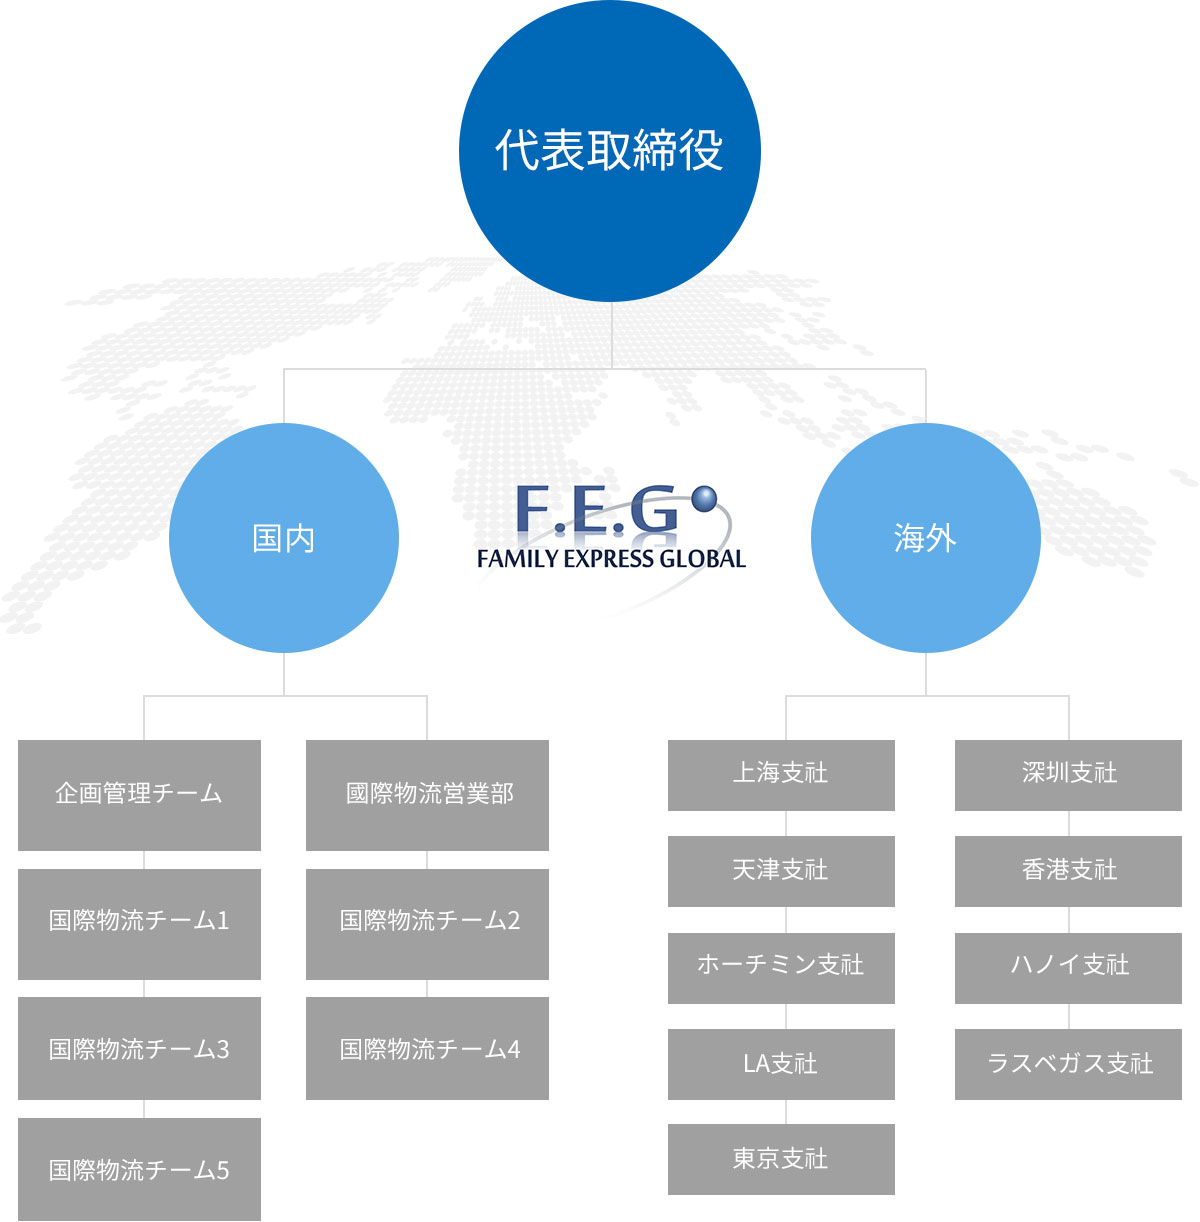 代表取締役
国内
F.E.G
FAMILY EXPRESS GLOBAL
海外
企画管理チーム
國際物流営業部
国際物流チーム1
国際物流チーム2
国際物流チーム3
国際物流チーム4
国際物流チーム5
上海支社
深圳支社
天津支社
香港支社
ホーチミン支社
ハノイ支社
LA支社
ラスベガス支社
東京支社